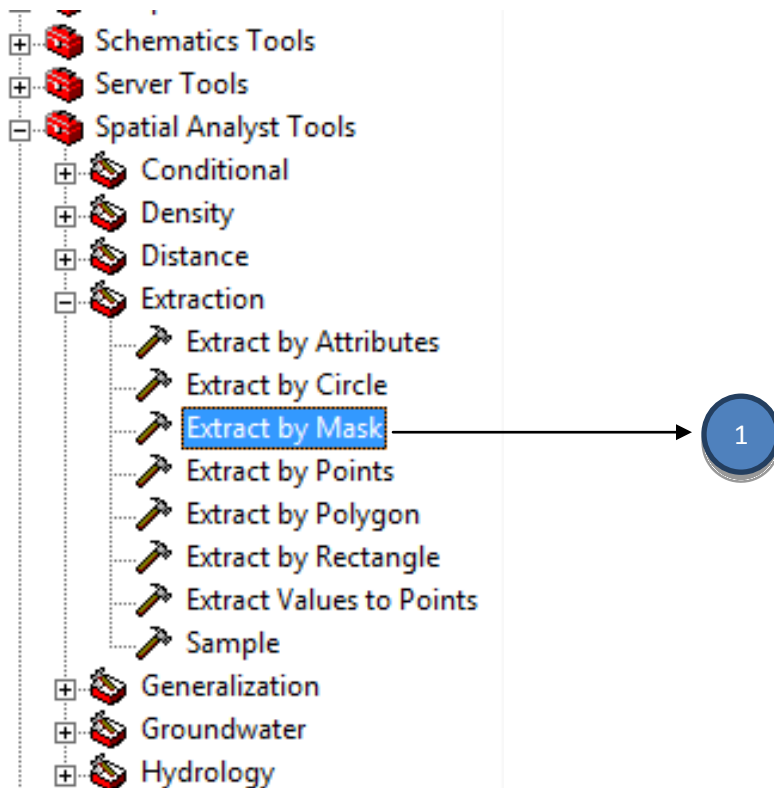 Schematics Tools
Server Tools
Spatial Analyst Tools
Conditional
Density
Distance
Extraction
Extract by Attributes
Extract by Circle
Extract by Mask
1
Extract by Points
Extract by Polygon
Extract by Rectangle
Extract Values to Points
Sample
Generalization
Groundwater
Hydrology